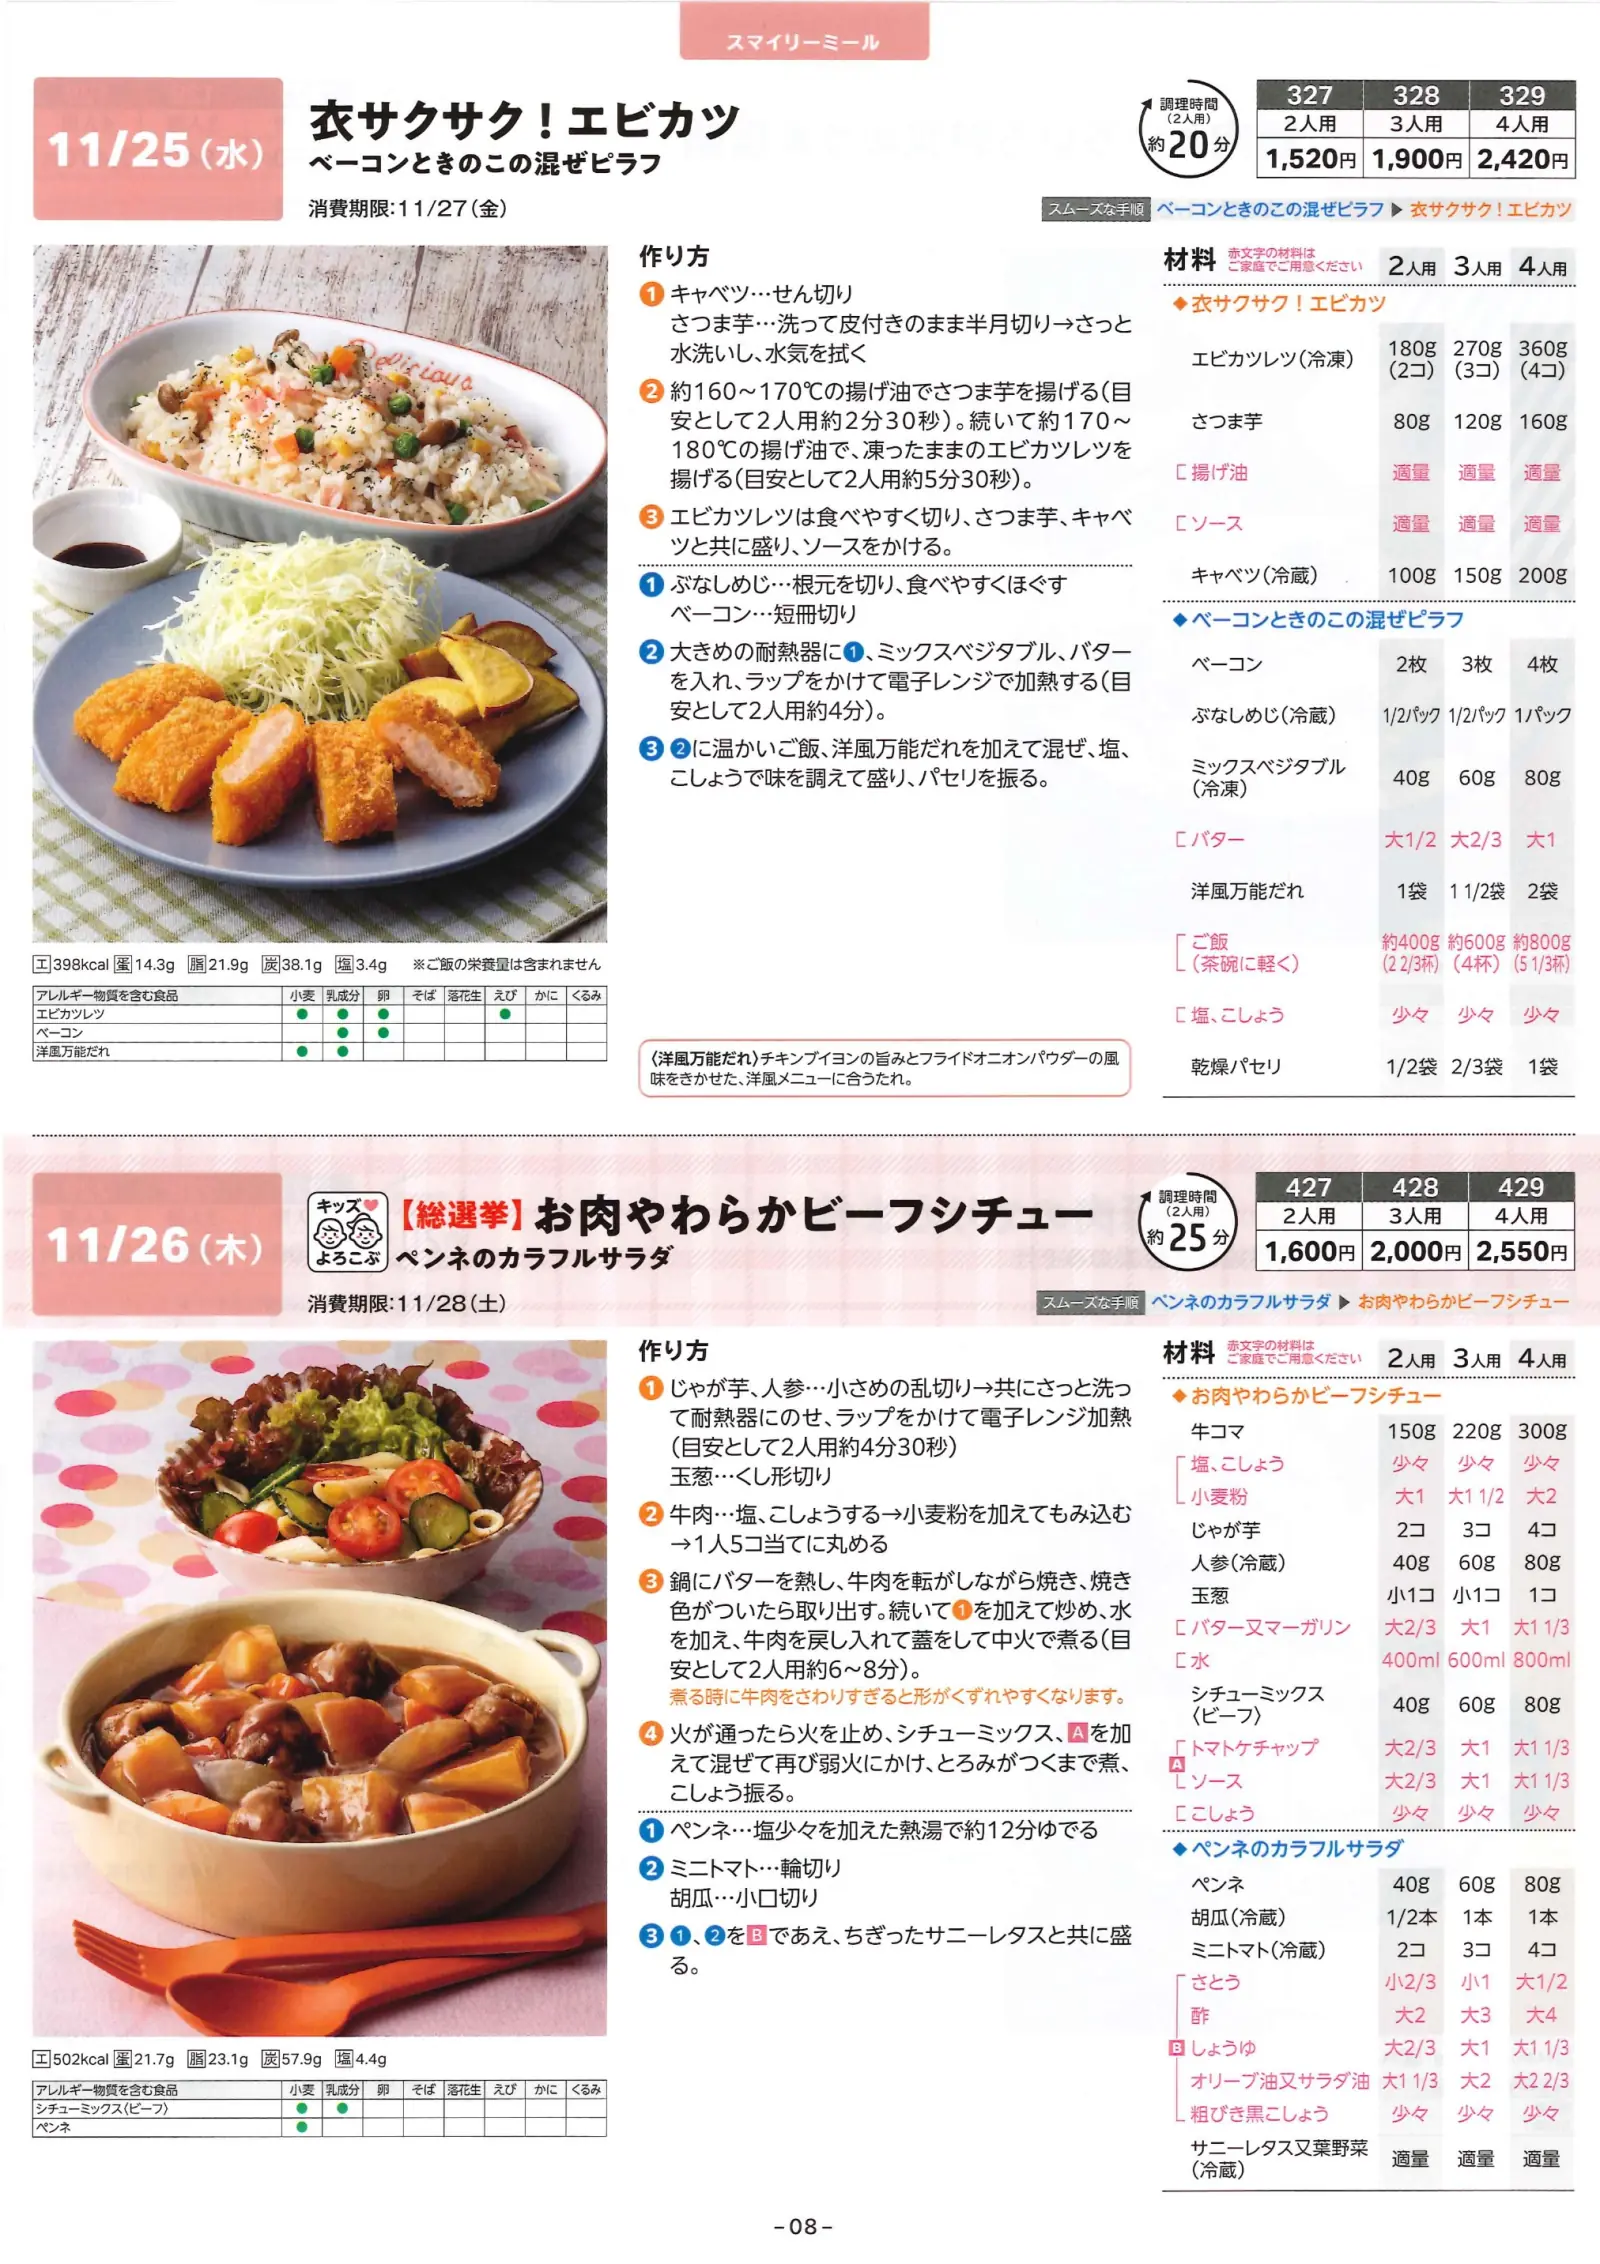 スマイリーミール
11/25(水)
衣サクサク！エビカツ
ベーコンときのこの混ぜピラフ
消費期限:11/27(金)
調理時間
(2人用)
約20分
327 328 329
2人用 3人用 4人用
1,520円 1,900円 2,420円
スムーズな手順 ベーコンときのこの混ぜピラフ ▶ 衣サクサク！エビカツ
Delicious
エ398kcal 蛋14.3g 脂21.9g 炭38.1g 塩3.4g ※ご飯の栄養量は含まれません
アレルギー物質を含む食品 小麦 乳成分 卵 そば 落花生 えび かに くるみ
エビカツレツ ● ● ● ●
ベーコン ● ●
洋風万能だれ ● ●
作り方
1 キャベツ…せん切り
さつま芋…洗って皮付きのまま半月切り→さっと
水洗いし、水気を拭く
2 約160～170℃の揚げ油でさつま芋を揚げる(目
安として2人用約2分30秒)。続いて約170～
180℃の揚げ油で、凍ったままのエビカツレツを
揚げる(目安として2人用約5分30秒)。
3 エビカツレツは食べやすく切り、さつま芋、キャベ
ツと共に盛り、ソースをかける。
1 ぶなしめじ…根元を切り、食べやすくほぐす
ベーコン…短冊切り
2 大きめの耐熱器に1、ミックスベジタブル、バター
を入れ、ラップをかけて電子レンジで加熱する(目
安として2人用約4分)。
3 2に温かいご飯、洋風万能だれを加えて混ぜ、塩、
こしょうで味を調えて盛り、パセリを振る。
〈洋風万能だれ〉チキンブイヨンの旨みとフライドオニオンパウダーの風
味をきかせた、洋風メニューに合うたれ。
材料 赤文字の材料は
ご家庭でご用意ください 2人用 3人用 4人用
◆衣サクサク！エビカツ
エビカツレツ(冷凍) 180g(2コ) 270g(3コ) 360g(4コ)
さつま芋 80g 120g 160g
揚げ油 適量 適量 適量
ソース 適量 適量 適量
キャベツ(冷蔵) 100g 150g 200g
◆ベーコンときのこの混ぜピラフ
ベーコン 2枚 3枚 4枚
ぶなしめじ(冷蔵) 1/2パック 1/2パック 1パック
ミックスベジタブル
(冷凍) 40g 60g 80g
バター 大1/2 大2/3 大1
洋風万能だれ 1袋 1 1/2袋 2袋
ご飯 約400g 約600g 約800g
(茶碗に軽く) (2 2/3杯) (4杯) (5 1/3杯)
塩、こしょう 少々 少々 少々
乾燥パセリ 1/2袋 2/3袋 1袋
11/26(木)
キッズ
よろこぶ
【総選挙】お肉やわらかビーフシチュー
ペンネのカラフルサラダ
消費期限:11/28(土)
調理時間
(2人用)
約25分
427 428 429
2人用 3人用 4人用
1,600円 2,000円 2,550円
スムーズな手順 ペンネのカラフルサラダ ▶ お肉やわらかビーフシチュー
エ502kcal 蛋21.7g 脂23.1g 炭57.9g 塩4.4g
アレルギー物質を含む食品 小麦 乳成分 卵 そば 落花生 えび かに くるみ
シチューミックス〈ビーフ〉 ● ●
ペンネ ●
作り方
1 じゃが芋、人参…小さめの乱切り→共にさっと洗っ
て耐熱器にのせ、ラップをかけて電子レンジ加熱
(目安として2人用約4分30秒)
玉葱…くし形切り
2 牛肉…塩、こしょうする→小麦粉を加えてもみ込む
→1人5コ当てに丸める
3 鍋にバターを熱し、牛肉を転がしながら焼き、焼き
色がついたら取り出す。続いて1を加えて炒め、水
を加え、牛肉を戻し入れて蓋をして中火で煮る(目
安として2人用約6～8分)。
煮る時に牛肉をさわりすぎると形がくずれやすくなります。
4 火が通ったら火を止め、シチューミックス、Aを加
えて混ぜて再び弱火にかけ、とろみがつくまで煮、
こしょう振る。
1 ペンネ…塩少々を加えた熱湯で約12分ゆでる
2 ミニトマト…輪切り
胡瓜…小口切り
3 1、2をBであえ、ちぎったサニーレタスと共に盛
る。
材料 赤文字の材料は
ご家庭でご用意ください 2人用 3人用 4人用
◆お肉やわらかビーフシチュー
牛コマ 150g 220g 300g
塩、こしょう 少々 少々 少々
小麦粉 大1 大1 1/2 大2
じゃが芋 2コ 3コ 4コ
人参(冷蔵) 40g 60g 80g
玉葱 小1コ 小1コ 1コ
バター又マーガリン 大2/3 大1 大1 1/3
水 400ml 600ml 800ml
シチューミックス
〈ビーフ〉 40g 60g 80g
A
トマトケチャップ 大2/3 大1 大1 1/3
ソース 大2/3 大1 大1 1/3
こしょう 少々 少々 少々
◆ペンネのカラフルサラダ
ペンネ 40g 60g 80g
胡瓜(冷蔵) 1/2本 1本 1本
ミニトマト(冷蔵) 2コ 3コ 4コ
さとう 小2/3 小1 大1/2
酢 大2 大3 大4
B しょうゆ 大2/3 大1 大1 1/3
オリーブ油又サラダ油 大1 1/3 大2 大2 2/3
粗びき黒こしょう 少々 少々 少々
サニーレタス又葉野菜
(冷蔵) 適量 適量 適量
-08-